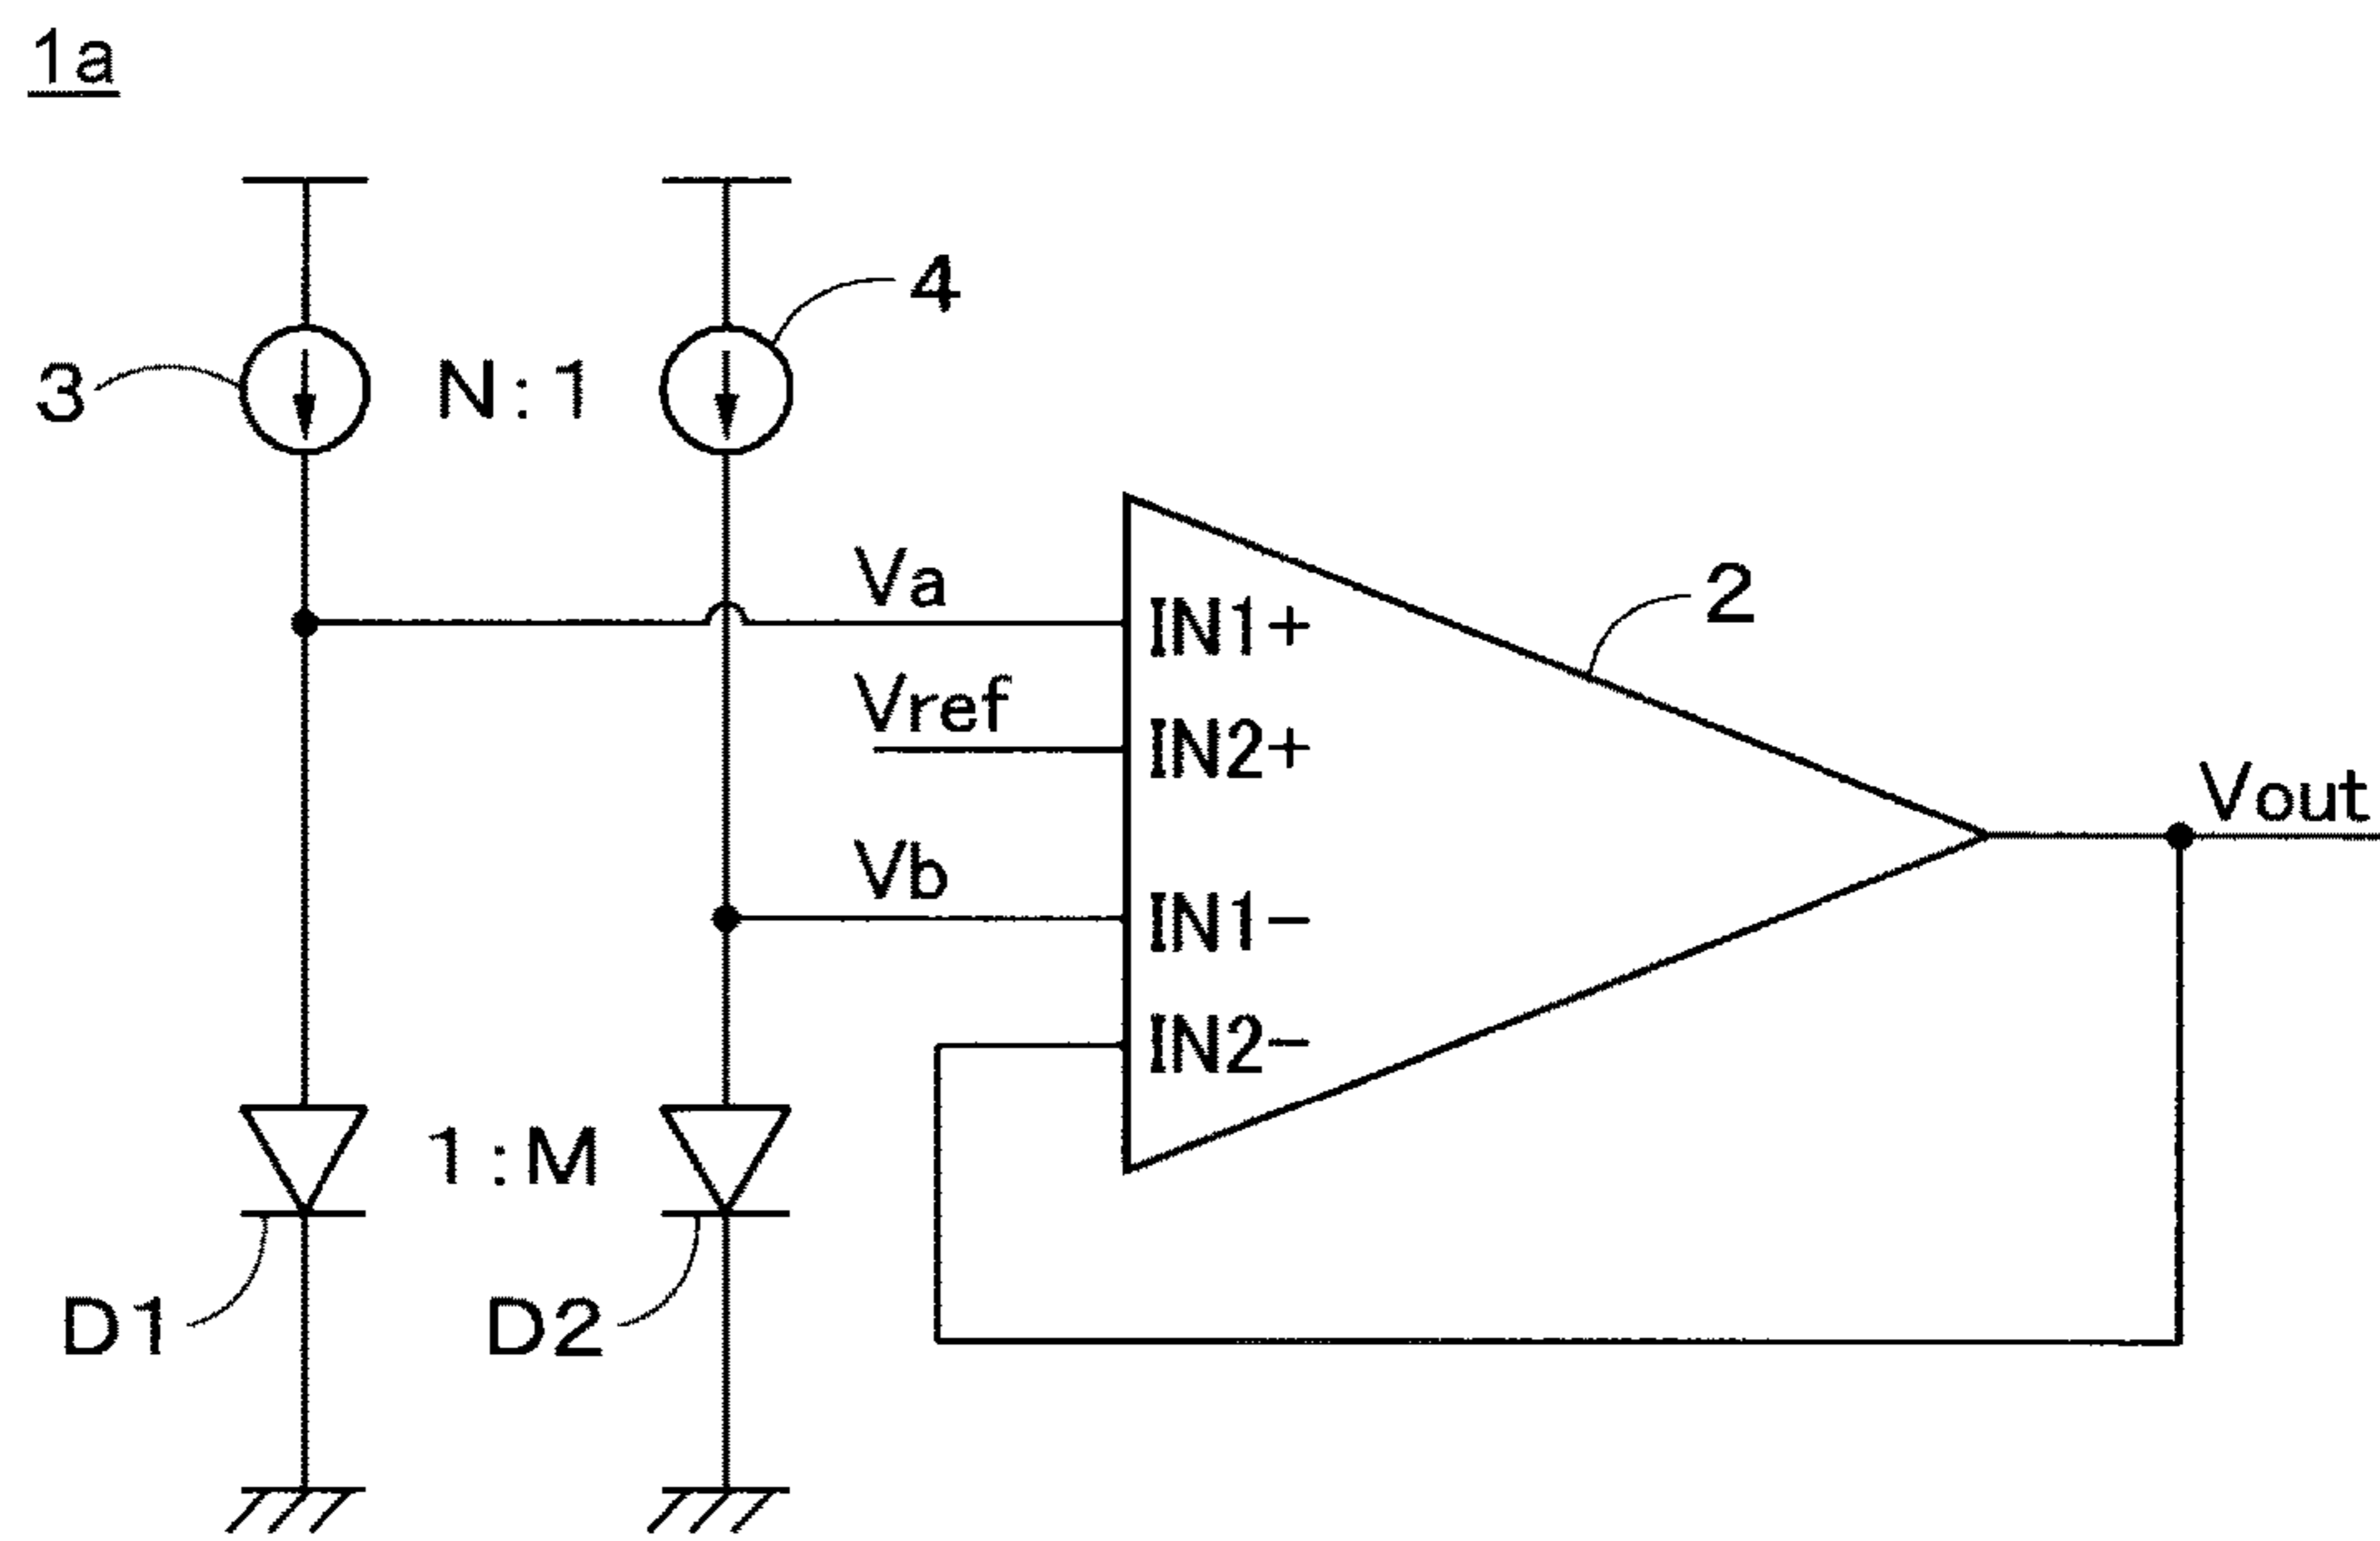 1a
4
3
N:1
Va
2
IN1+
Vref
IN2+
Vout
Vb
IN1−
IN2−
1:M
D1
D2